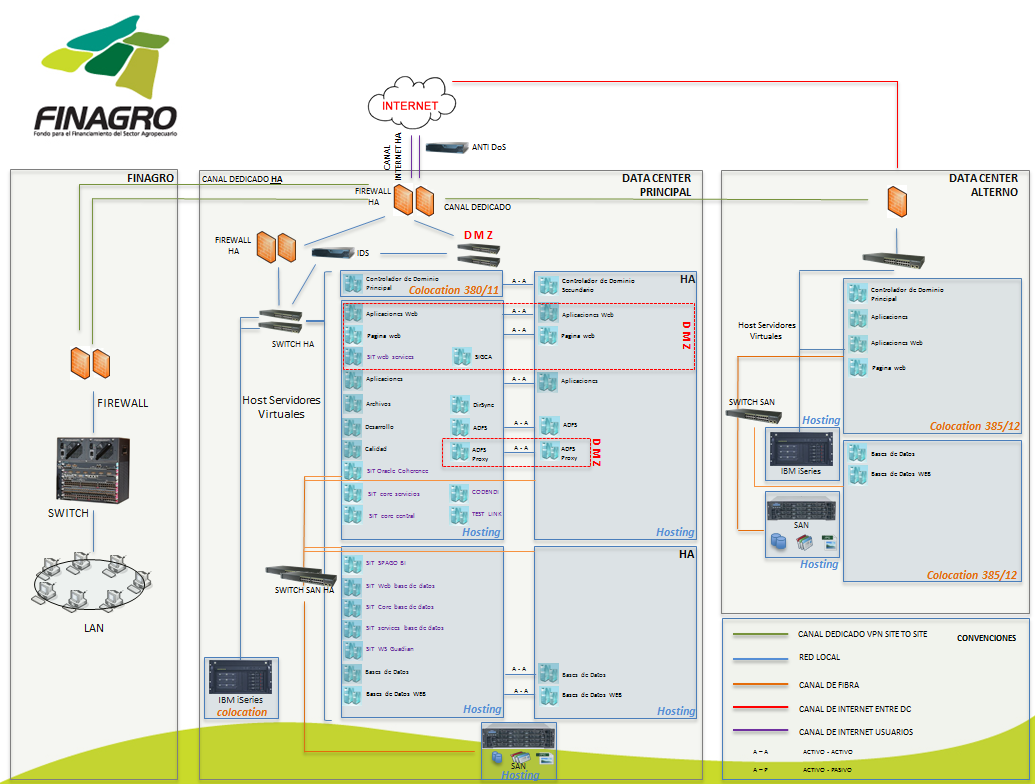 FINAGRO
Fondo para el Financiamiento del Sector Agropecuario
INTERNET
CANAL
INTERNET HA
ANTI DoS
FINAGRO
FIREWALL
SWITCH
LAN
CANAL DEDICADO HA
DATA CENTER
PRINCIPAL
FIREWALL
HA
CANAL DEDICADO
FIREWALL
HA
IDS
D M Z
SWITCH HA
Host Servidores
Virtuales
Controlador de Dominio
Principal
Colocation 380/11
A - A
HA
Controlador de Dominio
Secundario
Aplicaciones Web
A - A
Aplicaciones Web
Pagina web
A - A
Pagina web
SIT web services
SIGCA
D M Z
Aplicaciones
A - A
Aplicaciones
Archivos
DirSync
Desarrollo
ADFS
A - A
ADFS
Calidad
ADFS
Proxy
A - A
ADFS
Proxy
D M Z
SIT Oracle Coherence
SIT core servicios
CODENDI
SIT core central
TEST LINK
Hosting
Hosting
SWITCH SAN HA
HA
SIT SPAGO BI
SIT Web base de datos
SIT Core base de datos
SIT services base de datos
SIT WS Guadian
Bases de Datos
A - A
Bases de Datos
Bases de Datos WEB
A - A
Bases de Datos WEB
Hosting
Hosting
IBM iSeries
colocation
SAN
Hosting
DATA CENTER
ALTERNO
Host Servidores
Virtuales
Controlador de Dominio
Principal
Aplicaciones
Aplicaciones Web
Pagina web
Colocation 385/12
SWITCH SAN
Hosting
IBM iSeries
Bases de Datos
Bases de Datos WEB
SAN
Hosting
Colocation 385/12
CONVENCIONES
CANAL DEDICADO VPN SITE TO SITE
RED LOCAL
CANAL DE FIBRA
CANAL DE INTERNET ENTRE DC
CANAL DE INTERNET USUARIOS
A – A
ACTIVO - ACTIVO
A – P
ACTIVO - PASIVO